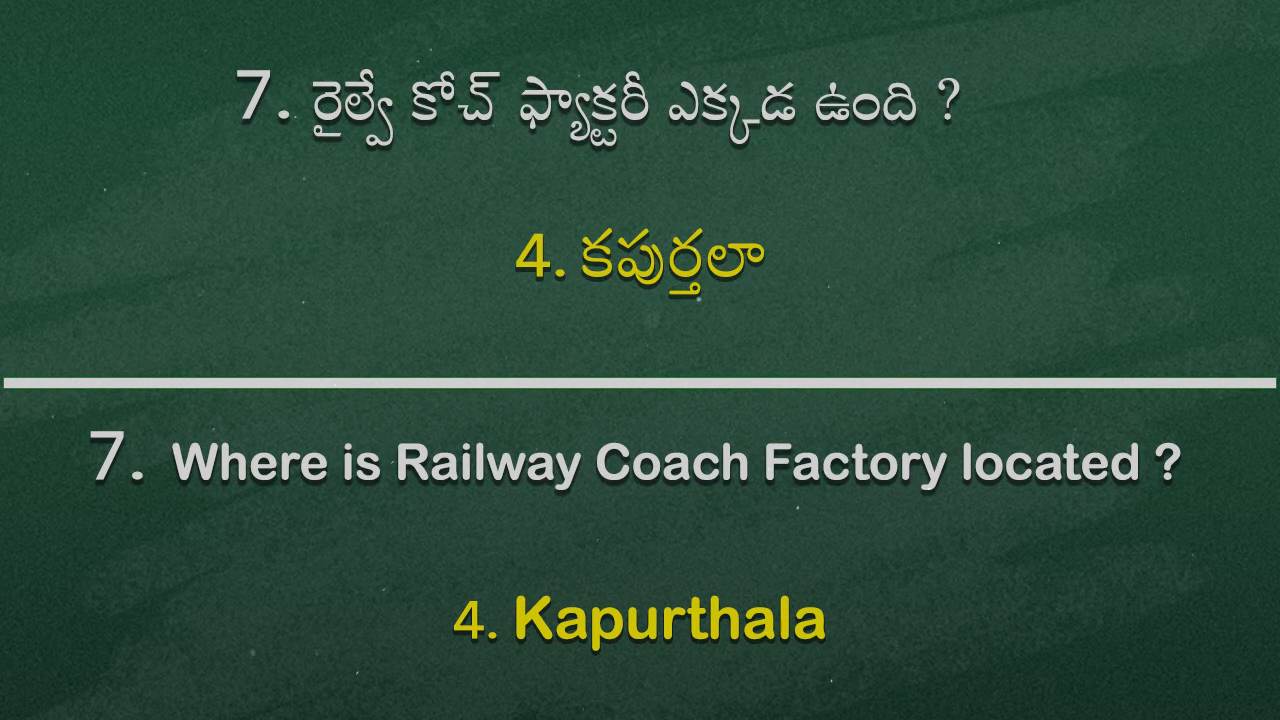 7. రైల్వే కోచ్ ఫ్యాక్టరీ ఎక్కడ ఉంది ?
4. కపుర్తలా
7. Where is Railway Coach Factory located ?
4. Kapurthala